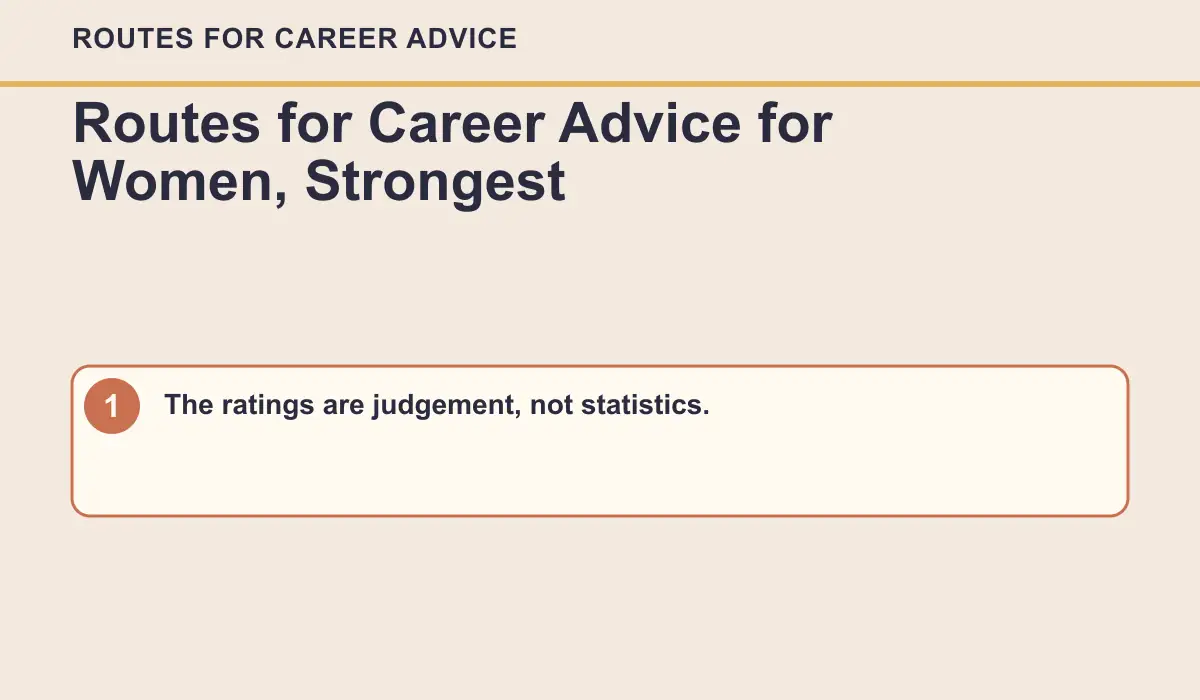 ROUTES FOR CAREER ADVICE
Routes for Career Advice for
Women, Strongest
1 The ratings are judgement, not statistics.